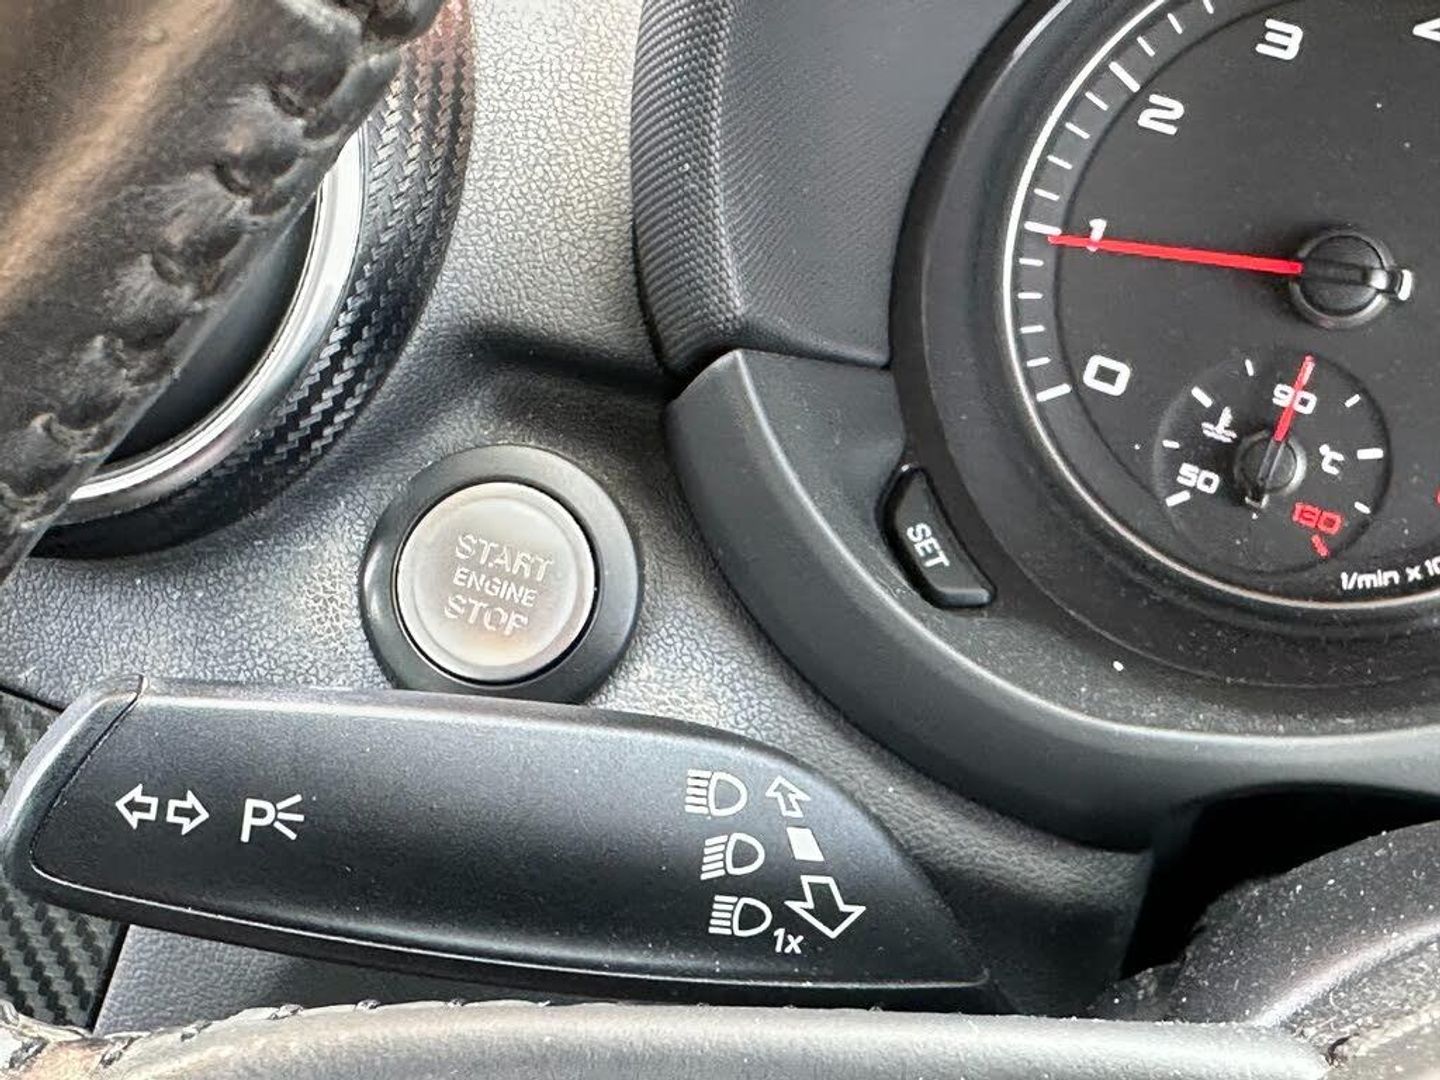 3
2
1
0
90
50
°C
130
1/min x 10
SET
START
ENGINE
STOP
P
1x